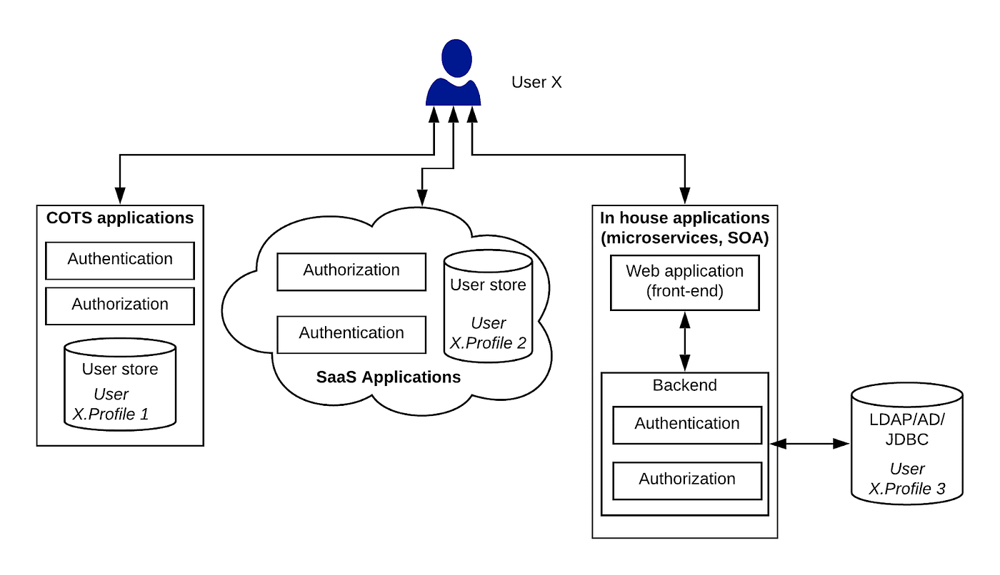 User X
COTS applications
Authentication
Authorization
User store
User
X.Profile 1
Authorization
Authentication
SaaS Applications
User store
User
X.Profile 2
In house applications
(microservices, SOA)
Web application
(front-end)
Backend
Authentication
Authorization
LDAP/AD/
JDBC
User
X.Profile 3